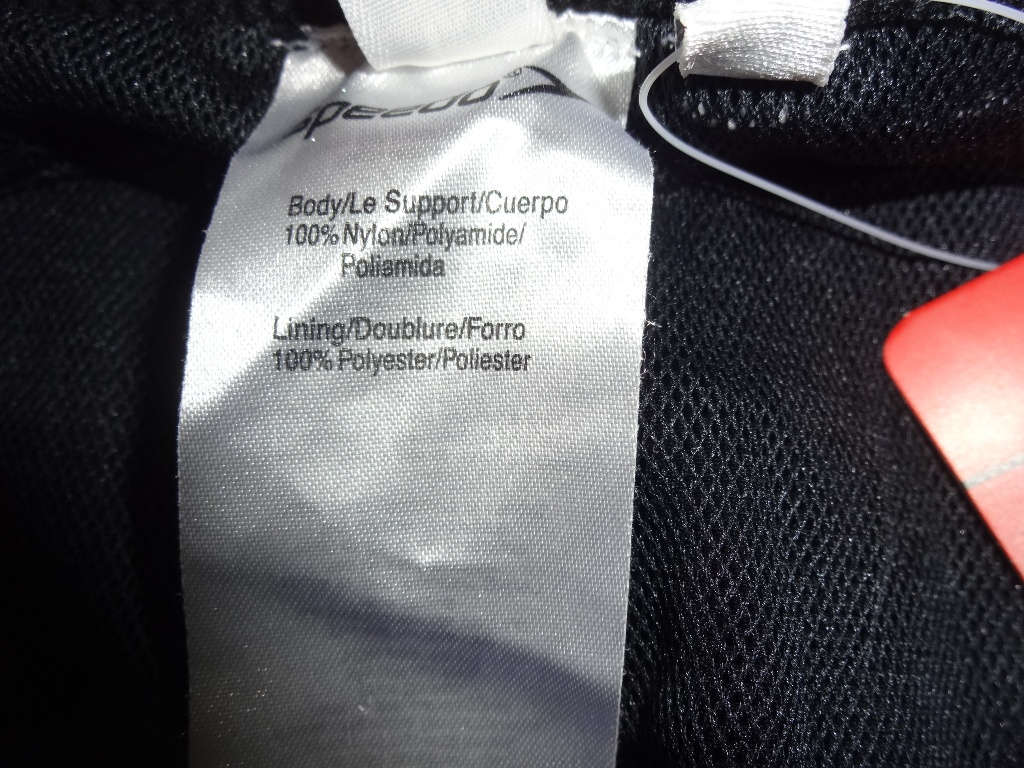 speedo®
Body/Le Support/Cuerpo
100% Nylon/Polyamide/
Poliamida
Lining/Doublure/Forro
100% Polyester/Poliester